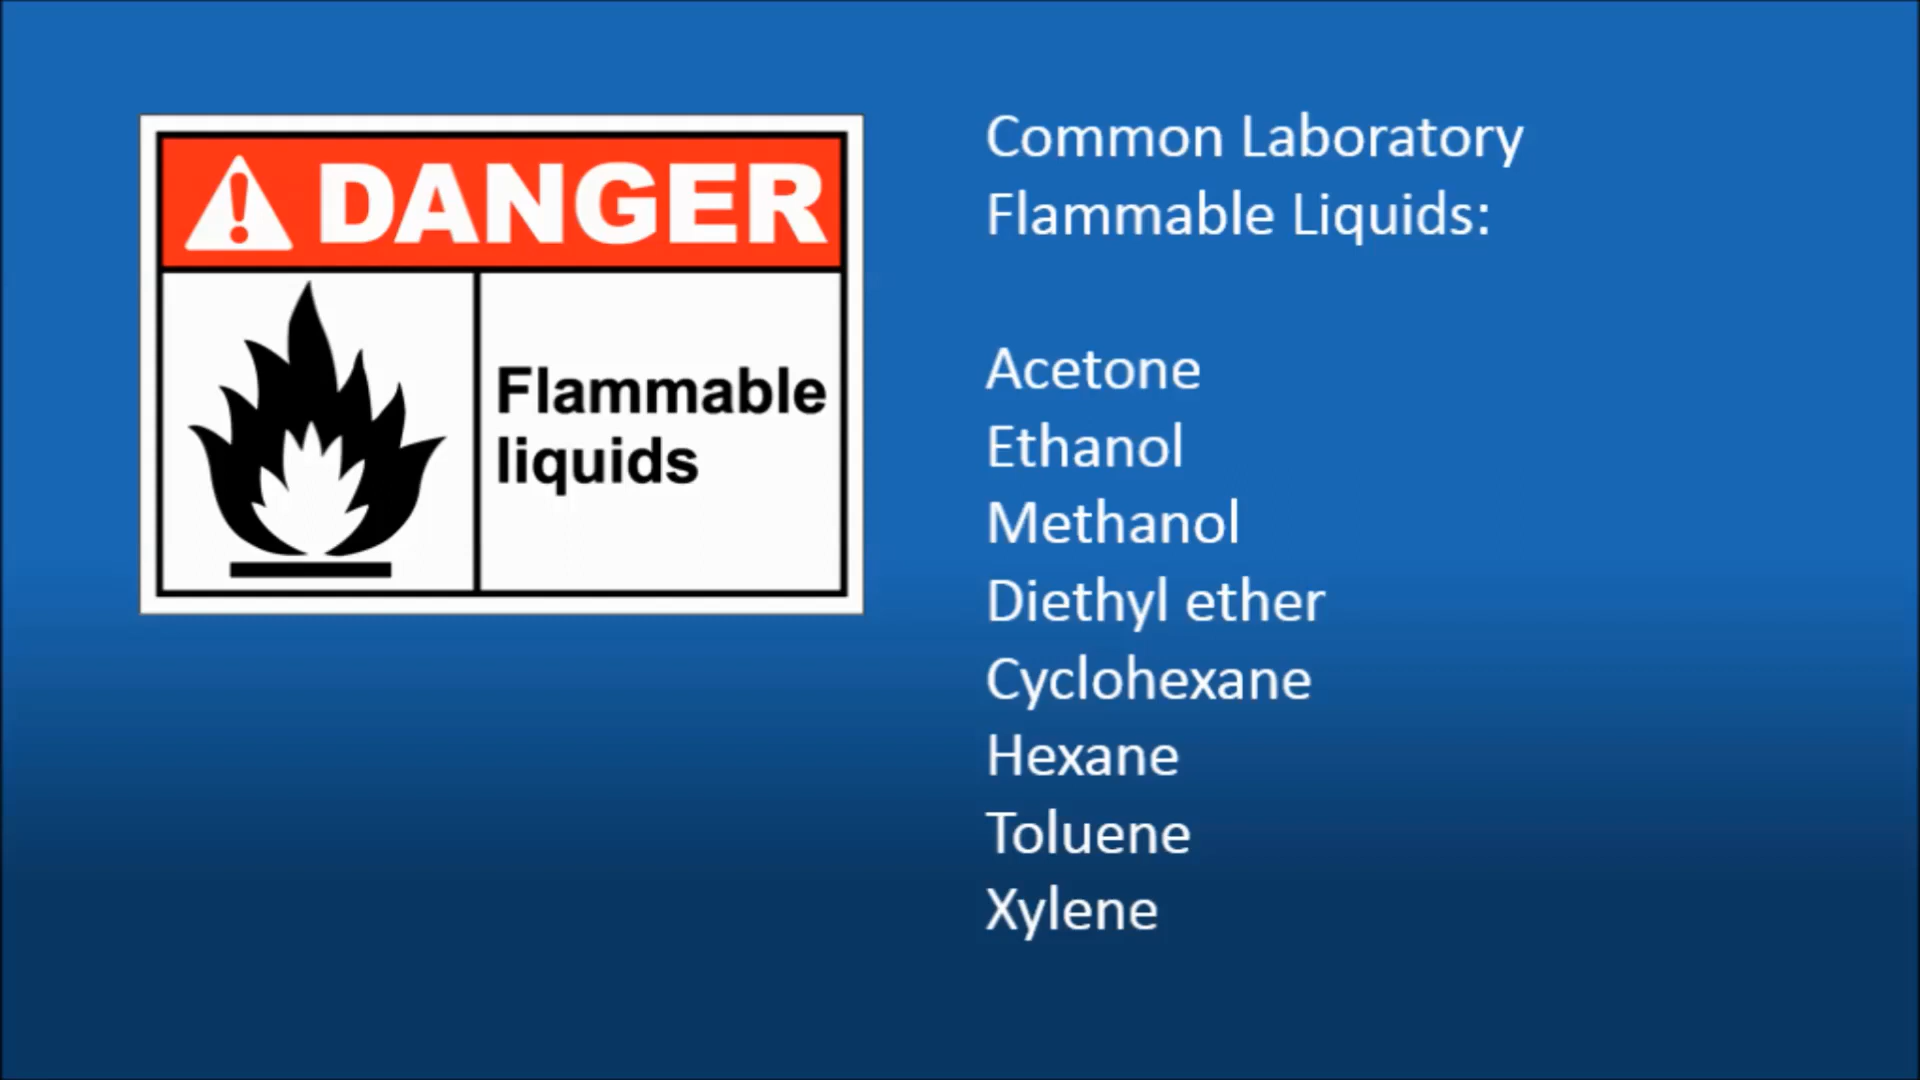 DANGER
Flammable
liquids
Common Laboratory
Flammable Liquids:
Acetone
Ethanol
Methanol
Diethyl ether
Cyclohexane
Hexane
Toluene
Xylene